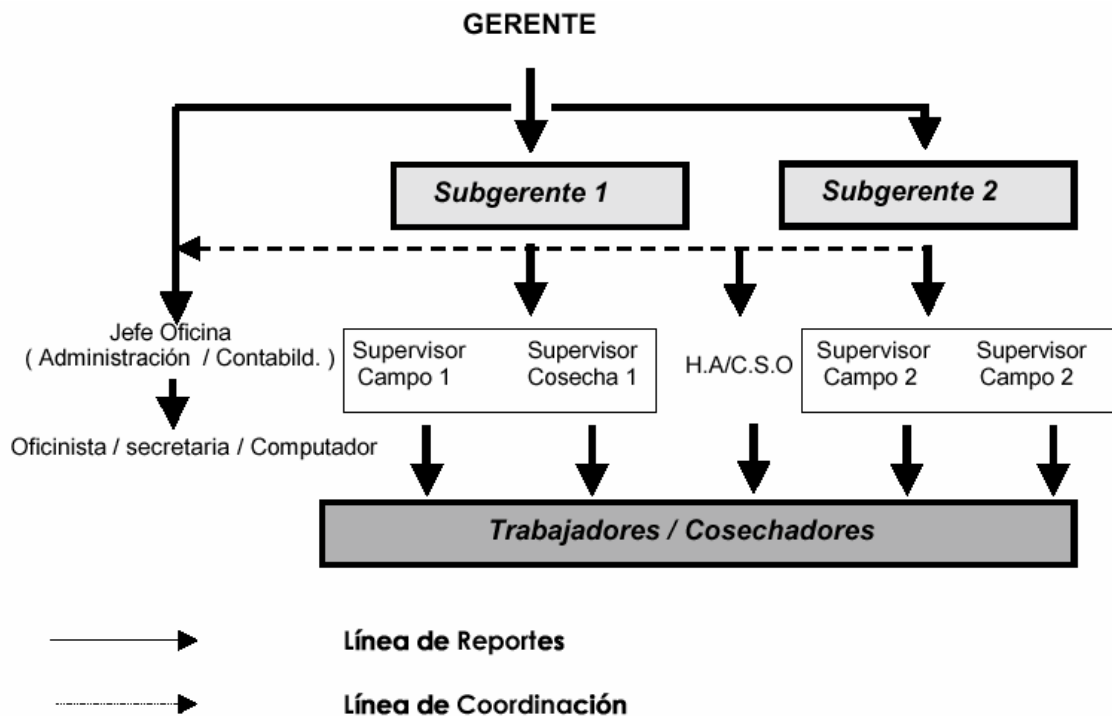 GERENTE
Subgerente 1
Subgerente 2
Jefe Oficina
( Administración / Contabild. )
Oficinista / secretaria / Computador
Supervisor
Campo 1
Supervisor
Cosecha 1
H.A/C.S.O
Supervisor
Campo 2
Supervisor
Campo 2
Trabajadores / Cosechadores
Línea de Reportes
Línea de Coordinación